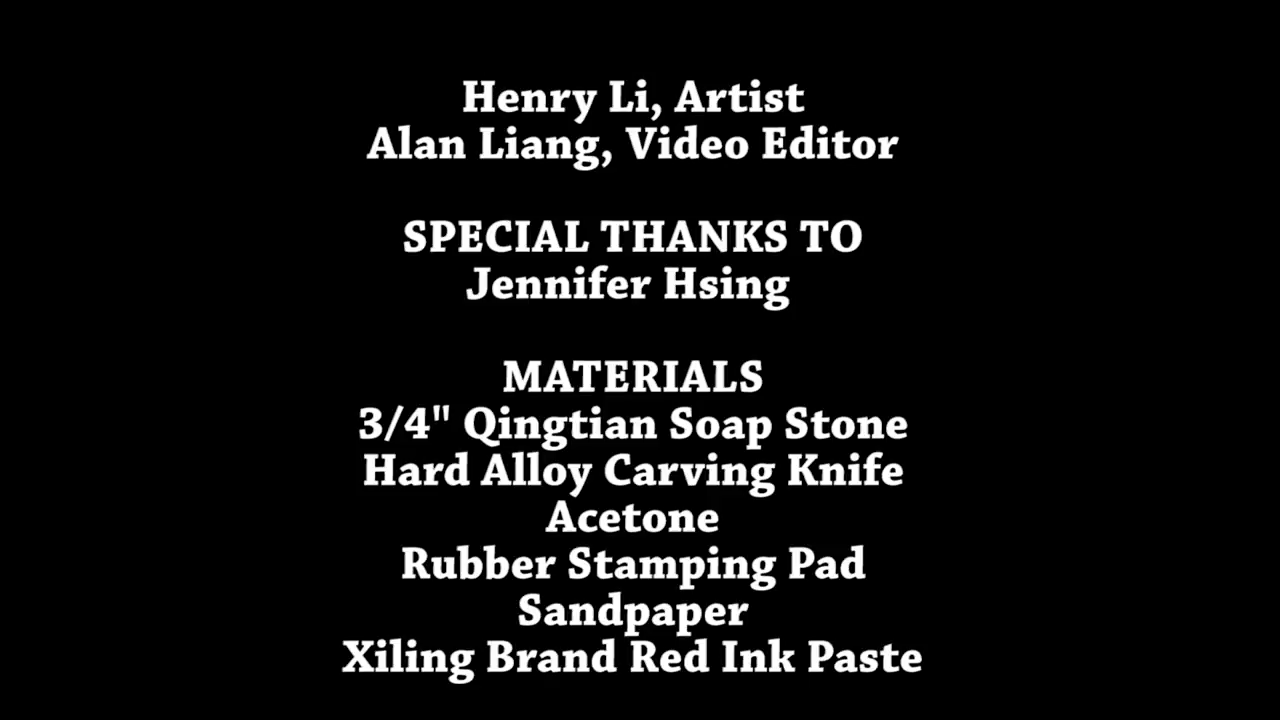 Henry Li, Artist
Alan Liang, Video Editor
SPECIAL THANKS TO
Jennifer Hsing
MATERIALS
3/4" Qingtian Soap Stone
Hard Alloy Carving Knife
Acetone
Rubber Stamping Pad
Sandpaper
Xiling Brand Red Ink Paste